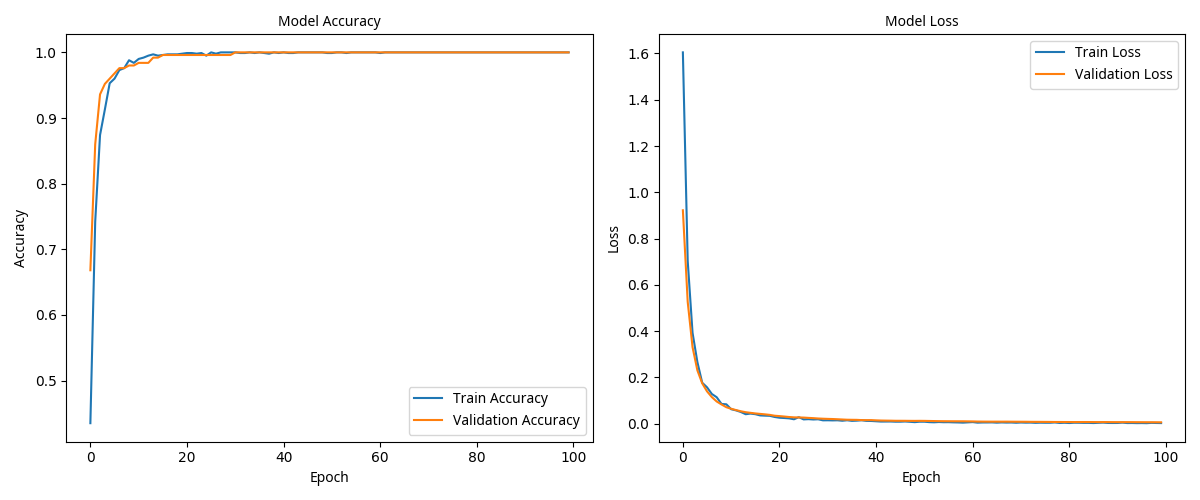 Model Accuracy
1.0
0.9
0.8
0.7
0.6
0.5
Accuracy
0
20
40
60
80
100
Epoch
Train Accuracy
Validation Accuracy
Model Loss
1.6
1.4
1.2
1.0
0.8
0.6
0.4
0.2
0.0
Loss
0
20
40
60
80
100
Epoch
Train Loss
Validation Loss